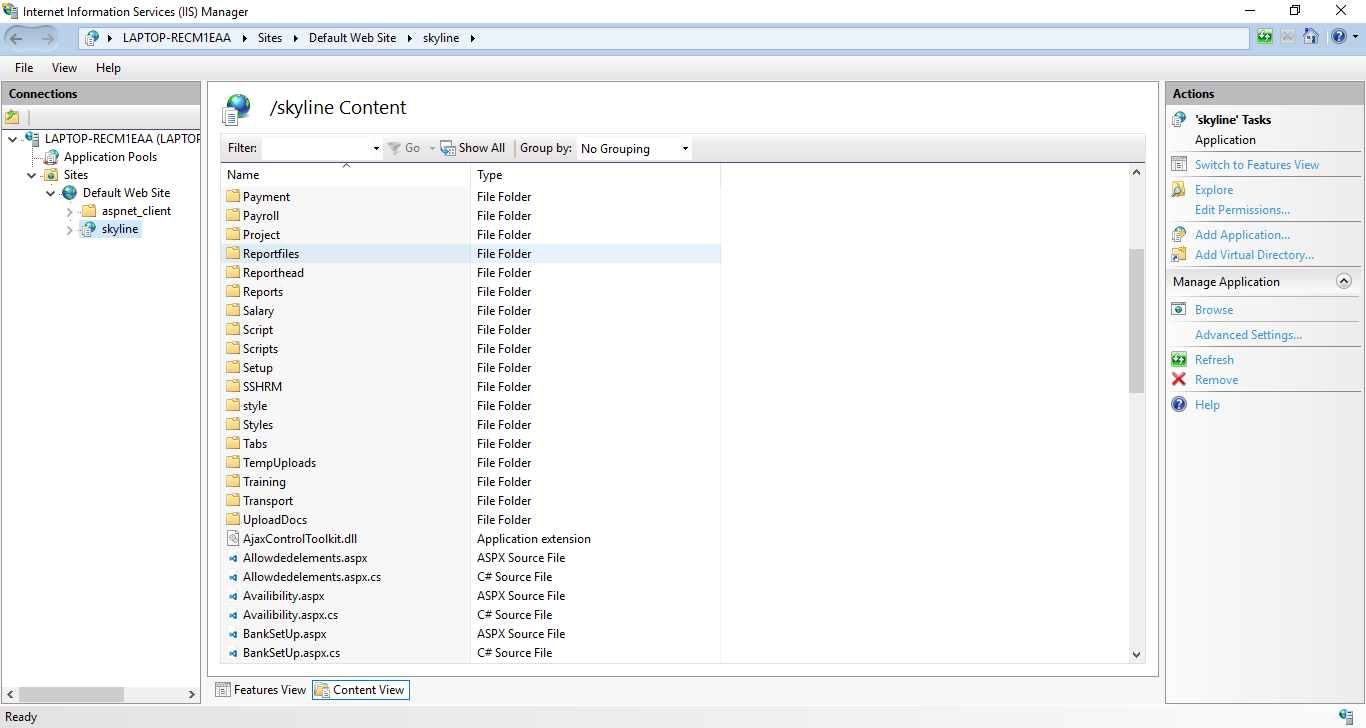 Internet Information Services (IIS) Manager
LAPTOP-RECM1EAA Sites Default Web Site skyline
File View Help
Connections
LAPTOP-RECM1EAA (LAPTOP
Application Pools
Sites
Default Web Site
aspnet_client
skyline
/skyline Content
Filter: Go Show All Group by: No Grouping
Name Type
Payment File Folder
Payroll File Folder
Project File Folder
Reportfiles File Folder
Reporthead File Folder
Reports File Folder
Salary File Folder
Script File Folder
Scripts File Folder
Setup File Folder
SSHRM File Folder
style File Folder
Styles File Folder
Tabs File Folder
TempUploads File Folder
Training File Folder
Transport File Folder
UploadDocs File Folder
AjaxControlToolkit.dll Application extension
Allowdedelements.aspx ASPX Source File
Allowdedelements.aspx.cs C# Source File
Availibility.aspx ASPX Source File
Availibility.aspx.cs C# Source File
BankSetUp.aspx ASPX Source File
BankSetUp.aspx.cs C# Source File
Features View Content View
Actions
'skyline' Tasks
Application
Switch to Features View
Explore
Edit Permissions...
Add Application...
Add Virtual Directory...
Manage Application
Browse
Advanced Settings...
Refresh
Remove
Help
Ready